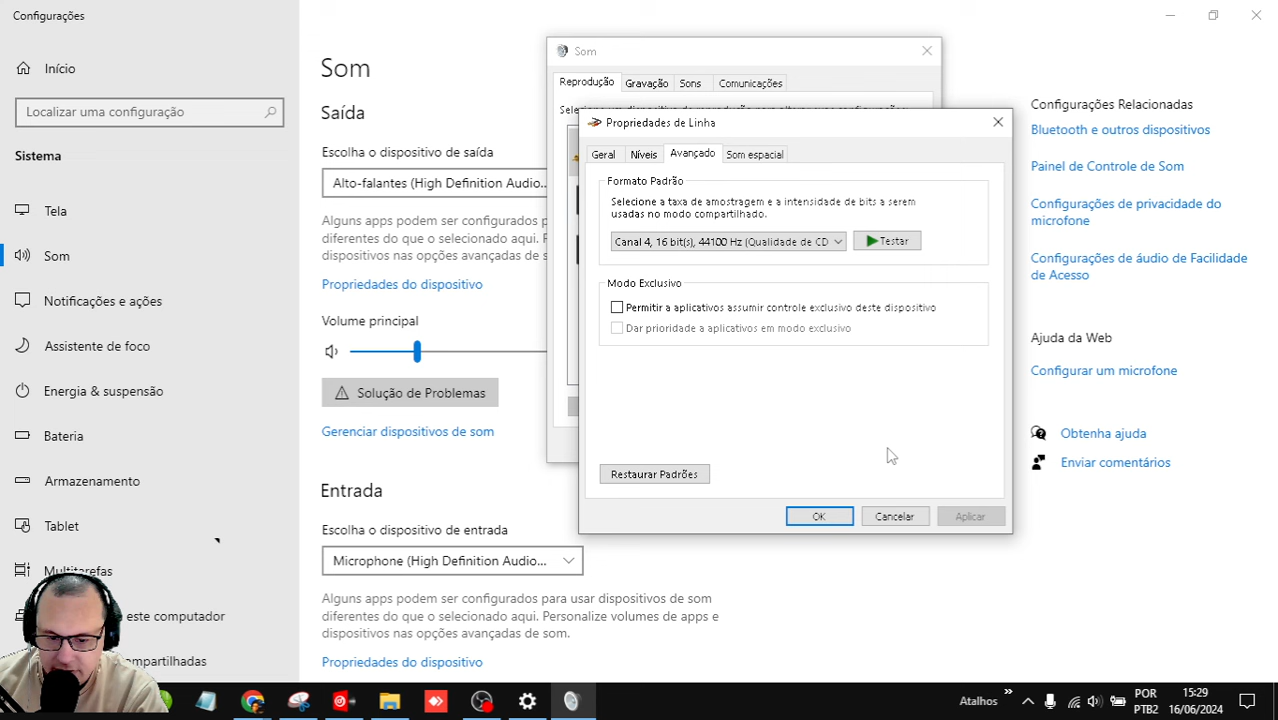 Configurações
Início
Localizar uma configuração
Sistema
Tela
Som
Notificações e ações
Assistente de foco
Energia & suspensão
Bateria
Armazenamento
Tablet
Multitarefas
este computador
ompartilhadas
Som
Saída
Escolha o dispositivo de saída
Alto-falantes (High Definition Audio...
Alguns apps podem ser configurados p
diferentes do que o selecionado aqui. P
dispositivos nas opções avançadas de s
Propriedades do dispositivo
Volume principal
Solução de Problemas
Gerenciar dispositivos de som
Entrada
Escolha o dispositivo de entrada
Microphone (High Definition Audio...
Alguns apps podem ser configurados para usar dispositivos de som
diferentes do que o selecionado aqui. Personalize volumes de apps e
dispositivos nas opções avançadas de som.
Propriedades do dispositivo
Som
Reprodução
Gravação
Sons
Comunicações
Propriedades de Linha
Geral
Níveis
Avançado
Som espacial
Formato Padrão
Selecione a taxa de amostragem e a intensidade de bits a serem
usadas no modo compartilhado.
Canal 4, 16 bit(s), 44100 Hz (Qualidade de CD
Testar
Modo Exclusivo
Permitir a aplicativos assumir controle exclusivo deste dispositivo
Dar prioridade a aplicativos em modo exclusivo
Restaurar Padrões
OK
Cancelar
Aplicar
Configurações Relacionadas
Bluetooth e outros dispositivos
Painel de Controle de Som
Configurações de privacidade do
microfone
Configurações de áudio de Facilidade
de Acesso
Ajuda da Web
Configurar um microfone
Obtenha ajuda
Enviar comentários
Atalhos
POR
PTB2
15:29
16/06/2024